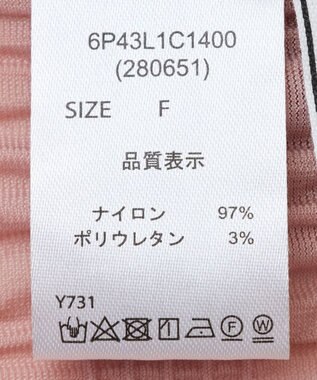 6P43L1C1400
(280651)
SIZE F
品質表示
ナイロン 97%
ポリウレタン 3%
Y731
F W